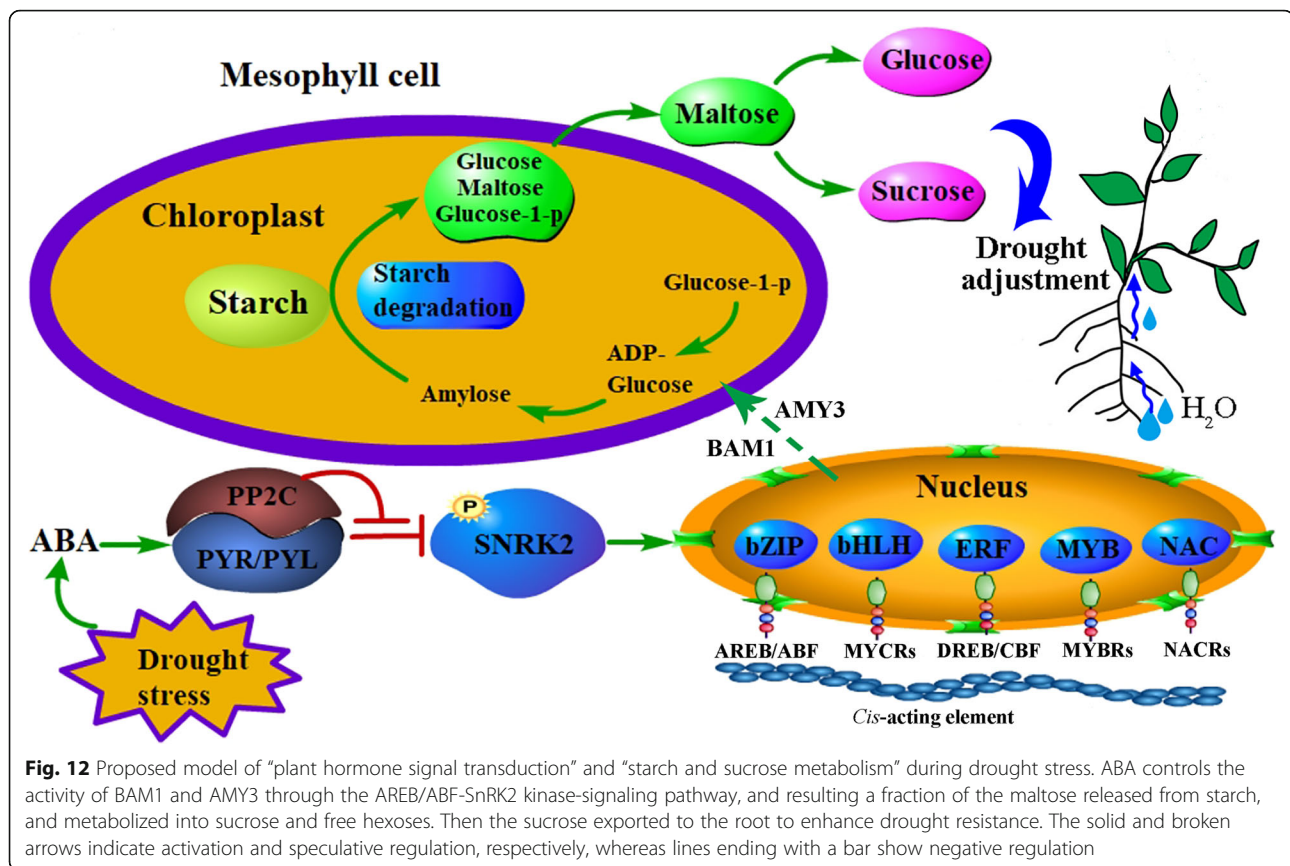 Mesophyll cell
Glucose
Maltose
Sucrose
Glucose
Maltose
Glucose-1-p
Chloroplast
Starch
Starch
degradation
Glucose-1-p
ADP-
Glucose
Amylose
Drought
adjustment
H₂O
AMY3
BAM1
Nucleus
PP2C
PYR/PYL
ABA
P
SNRK2
bZIP
bHLH
ERF
MYB
NAC
AREB/ABF
MYCRs
DREB/CBF
MYBRs
NACRs
Cis-acting element
Drought
stress
Fig. 12 Proposed model of “plant hormone signal transduction” and “starch and sucrose metabolism” during drought stress. ABA controls the
activity of BAM1 and AMY3 through the AREB/ABF-SnRK2 kinase-signaling pathway, and resulting a fraction of the maltose released from starch,
and metabolized into sucrose and free hexoses. Then the sucrose exported to the root to enhance drought resistance. The solid and broken
arrows indicate activation and speculative regulation, respectively, whereas lines ending with a bar show negative regulation